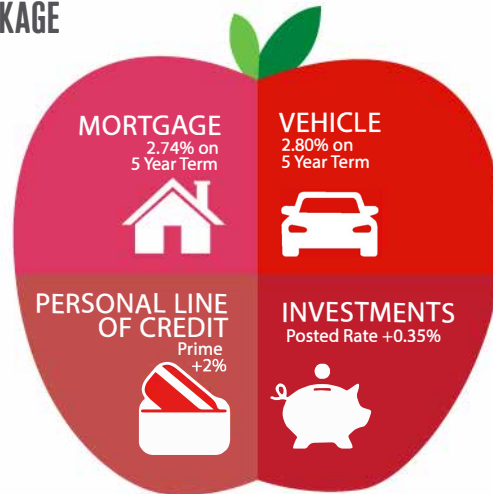 KAGE
MORTGAGE
2.74% on
5 Year Term
VEHICLE
2.80% on
5 Year Term
PERSONAL LINE
OF CREDIT
Prime
+2%
INVESTMENTS
Posted Rate +0.35%